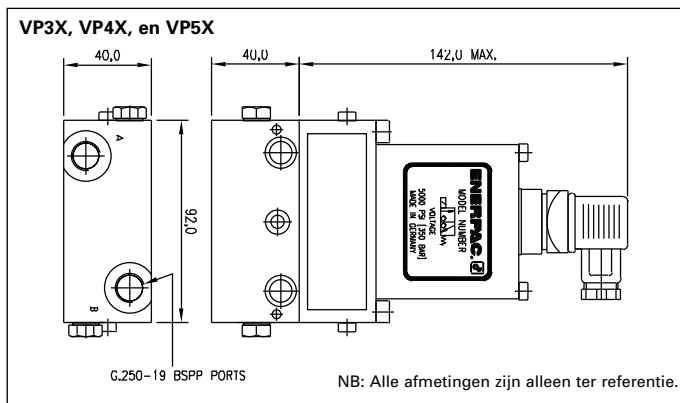 VP3X, VP4X, en VP5X
40,0
40,0
142,0 MAX.
A
92,0
B
ENERPAC.
MODEL NUMBER
VOLTAGE
5000 PSI [350 BAR]
MADE IN GERMANY
G.250-19 BSPP PORTS
NB: Alle afmetingen zijn alleen ter referentie.